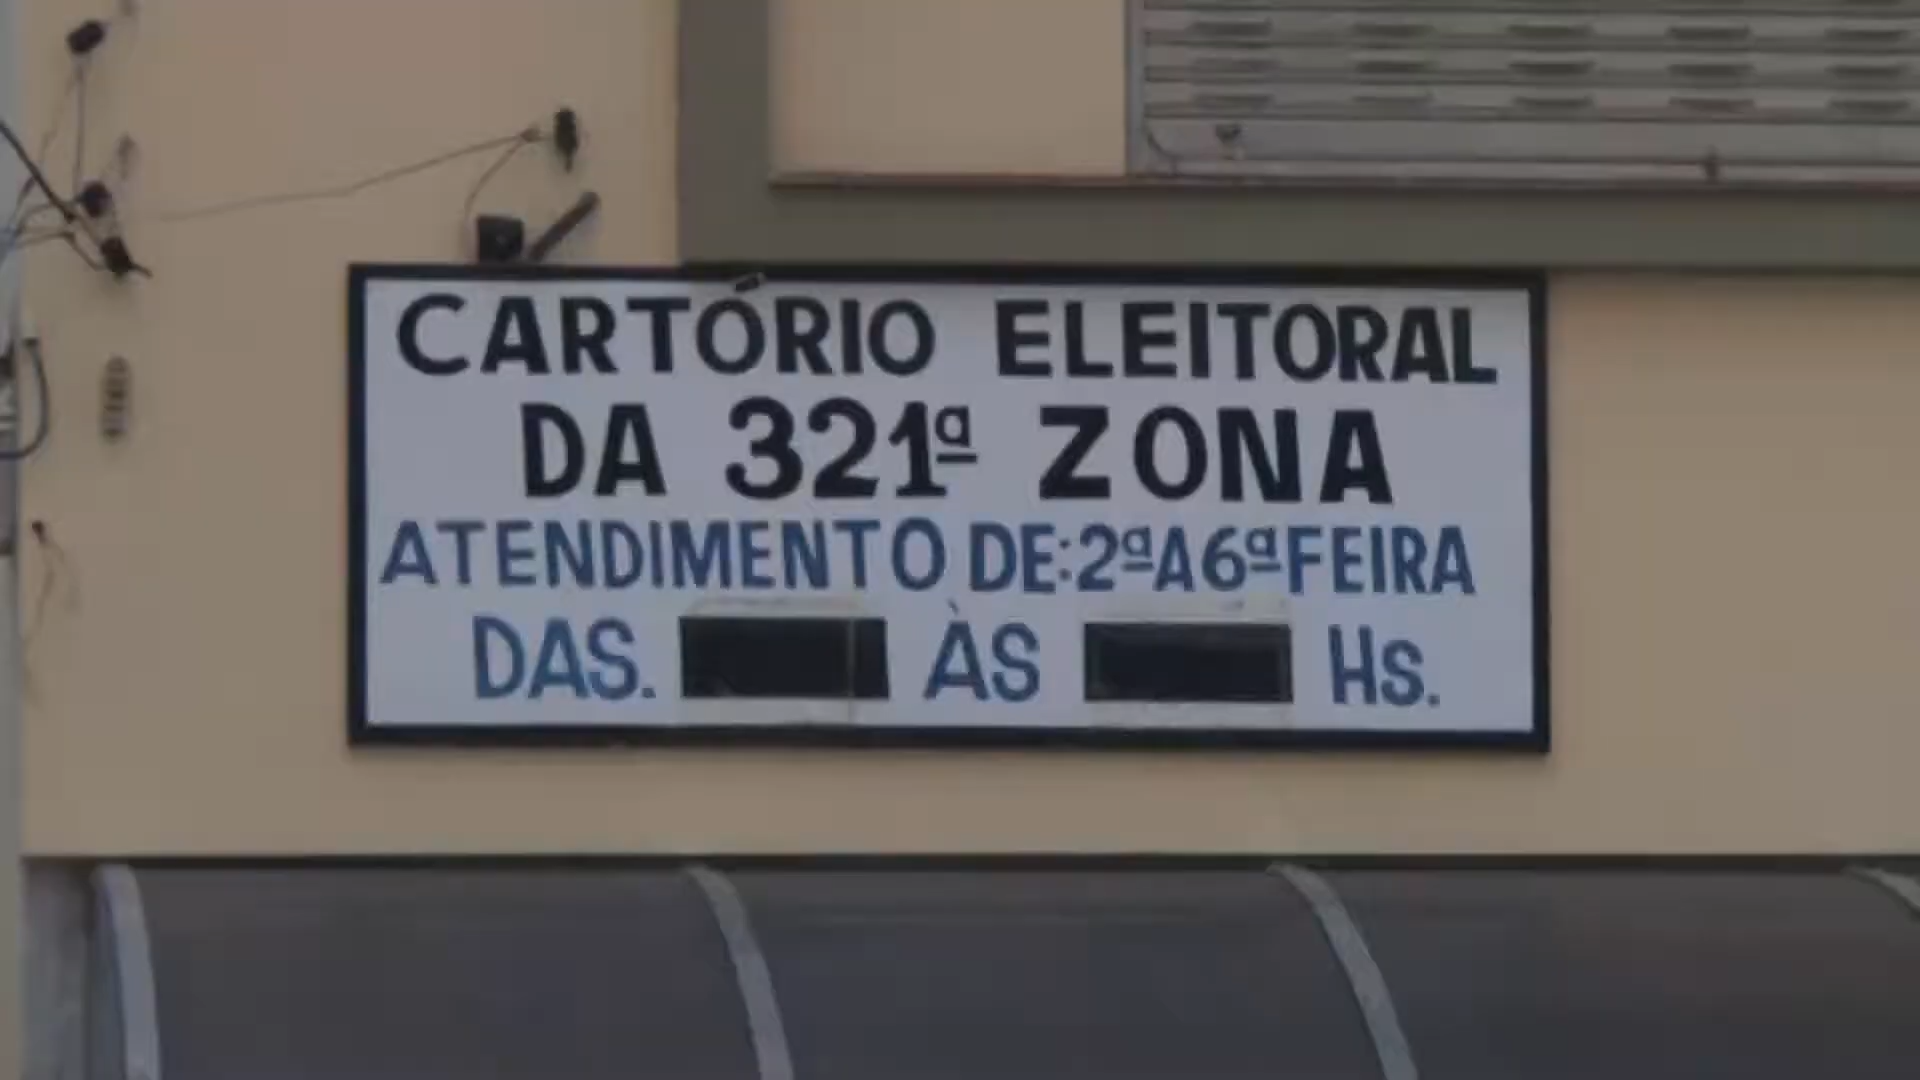 CARTÓRIO ELEITORAL
DA 321ª ZONA
ATENDIMENTO DE: 2ª A 6ª FEIRA
DAS. ÀS HS.